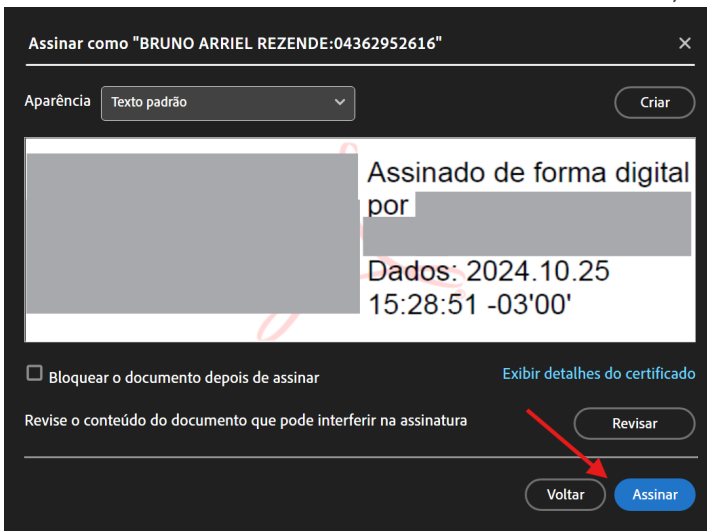 Assinar como "BRUNO ARRIEL REZENDE:04362952616"
Aparência Texto padrão Criar
Assinado de forma digital
por
Dados: 2024.10.25
15:28:51 -03'00'
Bloquear o documento depois de assinar Exibir detalhes do certificado
Revise o conteúdo do documento que pode interferir na assinatura Revisar
Voltar Assinar